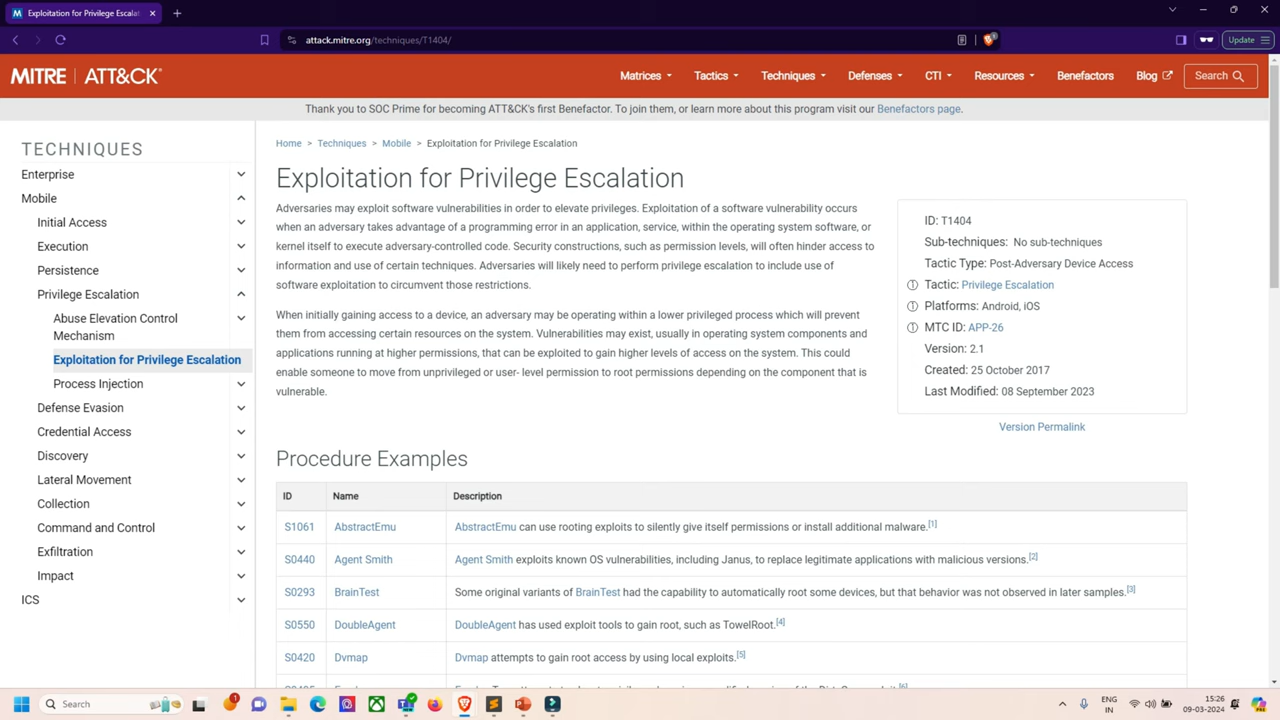 Exploitation for Privilege Escalat
attack.mitre.org/techniques/T1404/
Update
MITRE | ATT&CK®
Matrices
Tactics
Techniques
Defenses
CTI
Resources
Benefactors
Blog
Search
Thank you to SOC Prime for becoming ATT&CK's first Benefactor. To join them, or learn more about this program visit our Benefactors page.
TECHNIQUES
Enterprise
Mobile
Initial Access
Execution
Persistence
Privilege Escalation
Abuse Elevation Control
Mechanism
Exploitation for Privilege Escalation
Process Injection
Defense Evasion
Credential Access
Discovery
Lateral Movement
Collection
Command and Control
Exfiltration
Impact
ICS
Home > Techniques > Mobile > Exploitation for Privilege Escalation
Exploitation for Privilege Escalation
Adversaries may exploit software vulnerabilities in order to elevate privileges. Exploitation of a software vulnerability occurs
when an adversary takes advantage of a programming error in an application, service, within the operating system software, or
kernel itself to execute adversary-controlled code. Security constructions, such as permission levels, will often hinder access to
information and use of certain techniques. Adversaries will likely need to perform privilege escalation to include use of
software exploitation to circumvent those restrictions.
When initially gaining access to a device, an adversary may be operating within a lower privileged process which will prevent
them from accessing certain resources on the system. Vulnerabilities may exist, usually in operating system components and
applications running at higher permissions, that can be exploited to gain higher levels of access on the system. This could
enable someone to move from unprivileged or user- level permission to root permissions depending on the component that is
vulnerable.
ID: T1404
Sub-techniques: No sub-techniques
Tactic Type: Post-Adversary Device Access
Tactic: Privilege Escalation
Platforms: Android, iOS
MTC ID: APP-26
Version: 2.1
Created: 25 October 2017
Last Modified: 08 September 2023
Version Permalink
Procedure Examples
ID Name Description
S1061 AbstractEmu AbstractEmu can use rooting exploits to silently give itself permissions or install additional malware.[1]
S0440 Agent Smith Agent Smith exploits known OS vulnerabilities, including Janus, to replace legitimate applications with malicious versions.[2]
S0293 BrainTest Some original variants of BrainTest had the capability to automatically root some devices, but that behavior was not observed in later samples.[3]
S0550 DoubleAgent DoubleAgent has used exploit tools to gain root, such as TowelRoot.[4]
S0420 Dvmap Dvmap attempts to gain root access by using local exploits.[5]
Search
1
ENG
IN
15:26
09-03-2024